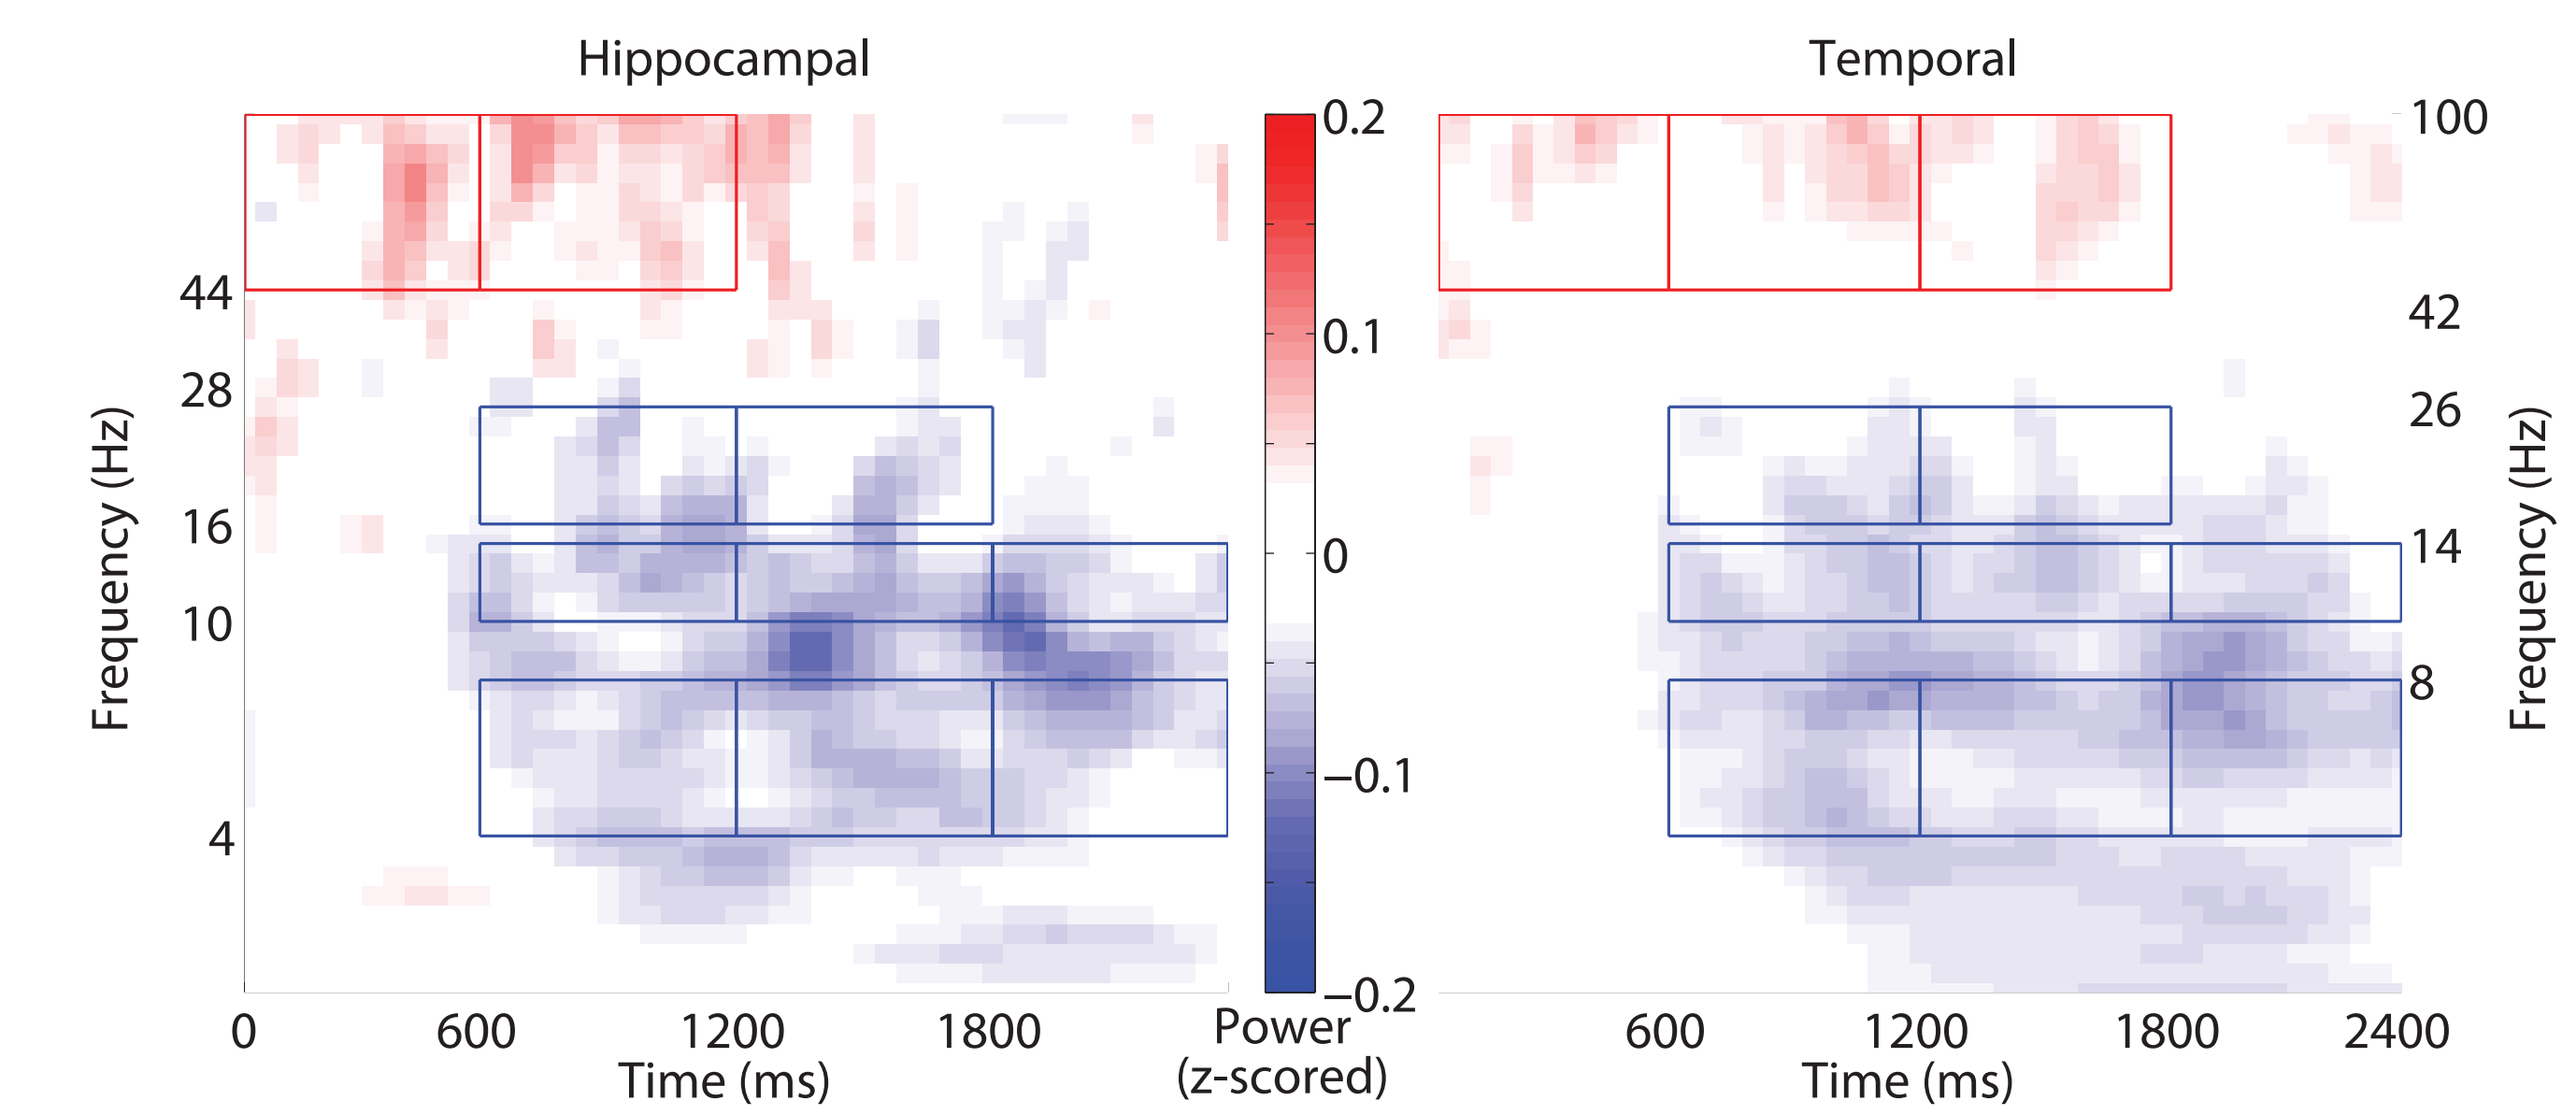 Hippocampal
Temporal
Frequency (Hz)
44
28
16
10
4
0
600
1200
1800
Time (ms)
0.2
0.1
0
−0.1
−0.2
Power
(z-scored)
100
42
26
14
8
Frequency (Hz)
600
1200
1800
2400
Time (ms)